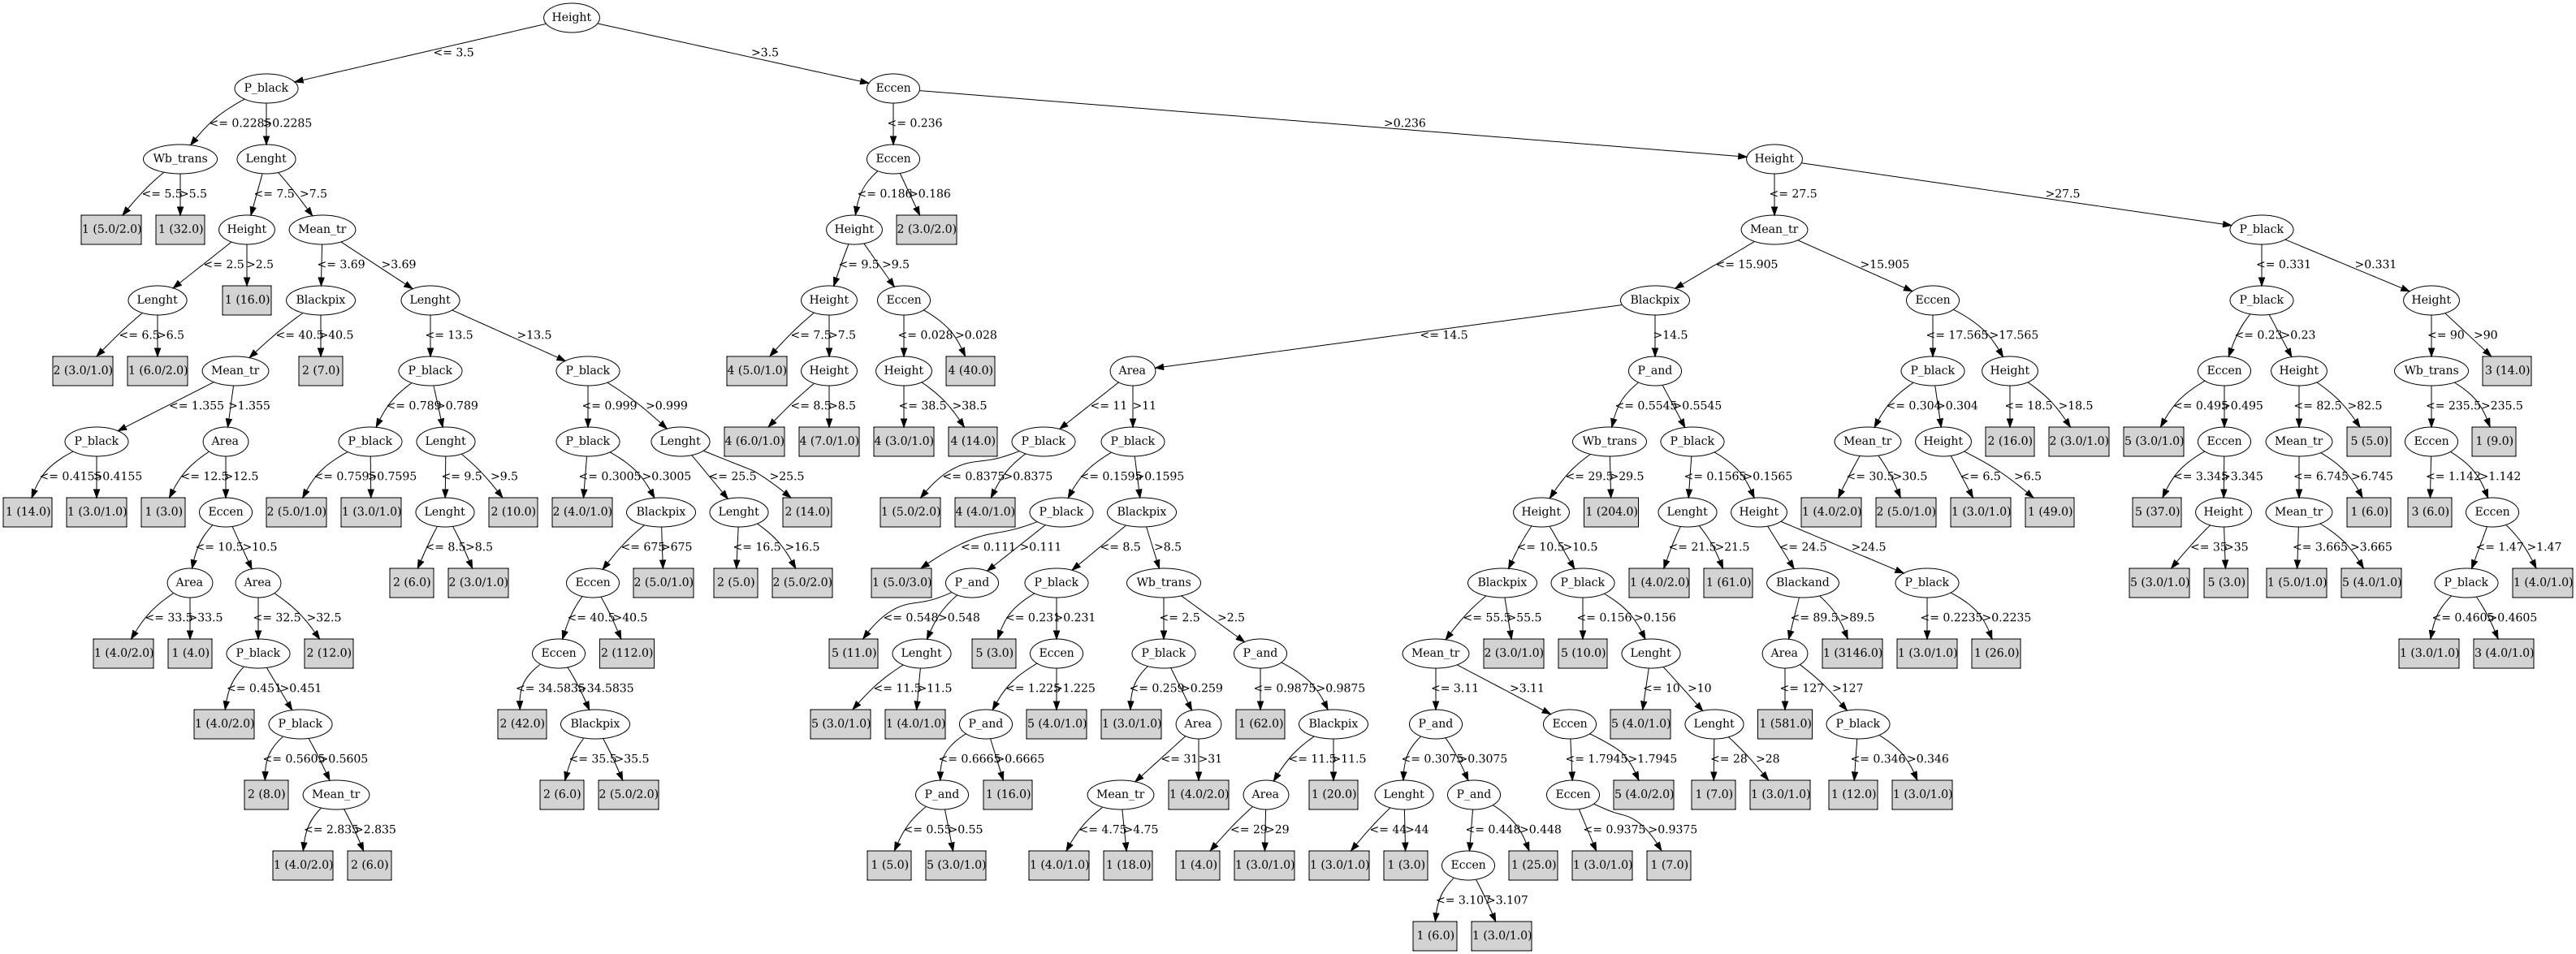 Height
<= 3.5 >3.5
P_black Eccen
<= 0.2285 >0.2285 <= 0.236 >0.236
Wb_trans Lenght Eccen Height
<= 5.5 >5.5 <= 7.5 >7.5 <= 0.186 >0.186 <= 27.5 >27.5
1 (5.0/2.0) 1 (32.0) Height Mean_tr Height 2 (3.0/2.0) Mean_tr P_black
<= 2.5 >2.5 <= 3.69 >3.69 <= 9.5 >9.5 <= 15.905 >15.905 <= 0.331 >0.331
Lenght 1 (16.0) Blackpix Lenght Height Eccen Blackpix Eccen P_black Height
<= 6.5 >6.5 <= 40.5 >40.5 <= 13.5 >13.5 <= 7.5 >7.5 <= 0.028 >0.028 <= 14.5 >14.5 <= 17.565 >17.565 <= 0.23 >0.23 <= 90 >90
2 (3.0/1.0) 1 (6.0/2.0) Mean_tr 2 (7.0) P_black P_black 4 (5.0/1.0) Height Height 4 (40.0) Area P_and P_black Height Eccen Height Wb_trans 3 (14.0)
<= 1.355 >1.355 <= 0.789 >0.789 <= 0.999 >0.999 <= 8.5 >8.5 <= 38.5 >38.5 <= 11 >11 <= 0.5545 >0.5545 <= 0.304 >0.304 <= 18.5 >18.5 <= 0.495 >0.495 <= 82.5 >82.5 <= 235.5 >235.5
P_black Area P_black Lenght P_black Lenght 4 (6.0/1.0) 4 (7.0/1.0) 4 (3.0/1.0) 4 (14.0) P_black P_black Wb_trans P_black Mean_tr Height 2 (16.0) 2 (3.0/1.0) 5 (3.0/1.0) Eccen Mean_tr 5 (5.0) Eccen 1 (9.0)
<= 0.4155 >0.4155 <= 12.5 >12.5 <= 0.7595 >0.7595 <= 9.5 >9.5 <= 0.3005 >0.3005 <= 25.5 >25.5 <= 0.8375 >0.8375 <= 0.1595 >0.1595 <= 29.5 >29.5 <= 0.1565 >0.1565 <= 30.5 >30.5 <= 6.5 >6.5 <= 3.345 >3.345 <= 6.745 >6.745 <= 1.142 >1.142
1 (14.0) 1 (3.0/1.0) 1 (3.0) Eccen 2 (5.0/1.0) 1 (3.0/1.0) Lenght 2 (10.0) 2 (4.0/1.0) Blackpix Lenght 2 (14.0) 1 (5.0/2.0) 4 (4.0/1.0) P_black Blackpix Height 1 (204.0) Lenght Height 1 (4.0/2.0) 2 (5.0/1.0) 1 (3.0/1.0) 1 (49.0) 5 (37.0) Height Mean_tr 1 (6.0) 3 (6.0) Eccen
<= 10.5 >10.5 <= 8.5 >8.5 <= 675 >675 <= 16.5 >16.5 <= 0.111 >0.111 <= 8.5 >8.5 <= 10.5 >10.5 <= 21.5 >21.5 <= 24.5 >24.5 <= 35 >35 <= 3.665 >3.665 <= 1.47 >1.47
Area Area 2 (6.0) 2 (3.0/1.0) Eccen 2 (5.0/1.0) 2 (5.0) 2 (5.0/2.0) 1 (5.0/3.0) P_and P_black Wb_trans Blackpix P_black 1 (4.0/2.0) 1 (61.0) Blackand P_black 5 (3.0/1.0) 5 (3.0) 1 (5.0/1.0) 5 (4.0/1.0) P_black 1 (4.0/1.0)
<= 33.5 >33.5 <= 32.5 >32.5 <= 40.5 >40.5 <= 0.548 >0.548 <= 0.231 >0.231 <= 2.5 >2.5 <= 55.5 >55.5 <= 0.156 >0.156 <= 89.5 >89.5 <= 0.2235 >0.2235 <= 0.4605 >0.4605
1 (4.0/2.0) 1 (4.0) P_black 2 (12.0) Eccen 2 (112.0) 5 (11.0) Lenght 5 (3.0) Eccen P_black P_and Mean_tr 2 (3.0/1.0) 5 (10.0) Lenght Area 1 (3146.0) 1 (3.0/1.0) 1 (26.0) 1 (3.0/1.0) 3 (4.0/1.0)
<= 0.451 >0.451 <= 34.5835 >34.5835 <= 11.5 >11.5 <= 1.225 >1.225 <= 0.259 >0.259 <= 0.9875 >0.9875 <= 3.11 >3.11 <= 10 >10 <= 127 >127
1 (4.0/2.0) P_black 2 (42.0) Blackpix 5 (3.0/1.0) 1 (4.0/1.0) P_and 5 (4.0/1.0) 1 (3.0/1.0) Area 1 (62.0) Blackpix P_and Eccen 5 (4.0/1.0) Lenght 1 (581.0) P_black
<= 0.5605 >0.5605 <= 35.5 >35.5 <= 0.6665 >0.6665 <= 31 >31 <= 11.5 >11.5 <= 0.3075 >0.3075 <= 1.7945 >1.7945 <= 28 >28 <= 0.346 >0.346
2 (8.0) Mean_tr 2 (6.0) 2 (5.0/2.0) P_and 1 (16.0) Mean_tr 1 (4.0/2.0) Area 1 (20.0) Lenght P_and Eccen 5 (4.0/2.0) 1 (7.0) 1 (3.0/1.0) 1 (12.0) 1 (3.0/1.0)
<= 2.835 >2.835 <= 0.55 >0.55 <= 4.75 >4.75 <= 29 >29 <= 44 >44 <= 0.448 >0.448 <= 0.9375 >0.9375
1 (4.0/2.0) 2 (6.0) 1 (5.0) 5 (3.0/1.0) 1 (4.0/1.0) 1 (18.0) 1 (4.0) 1 (3.0/1.0) 1 (3.0/1.0) 1 (3.0) Eccen 1 (25.0) 1 (3.0/1.0) 1 (7.0)
<= 3.107 >3.107
1 (6.0) 1 (3.0/1.0)